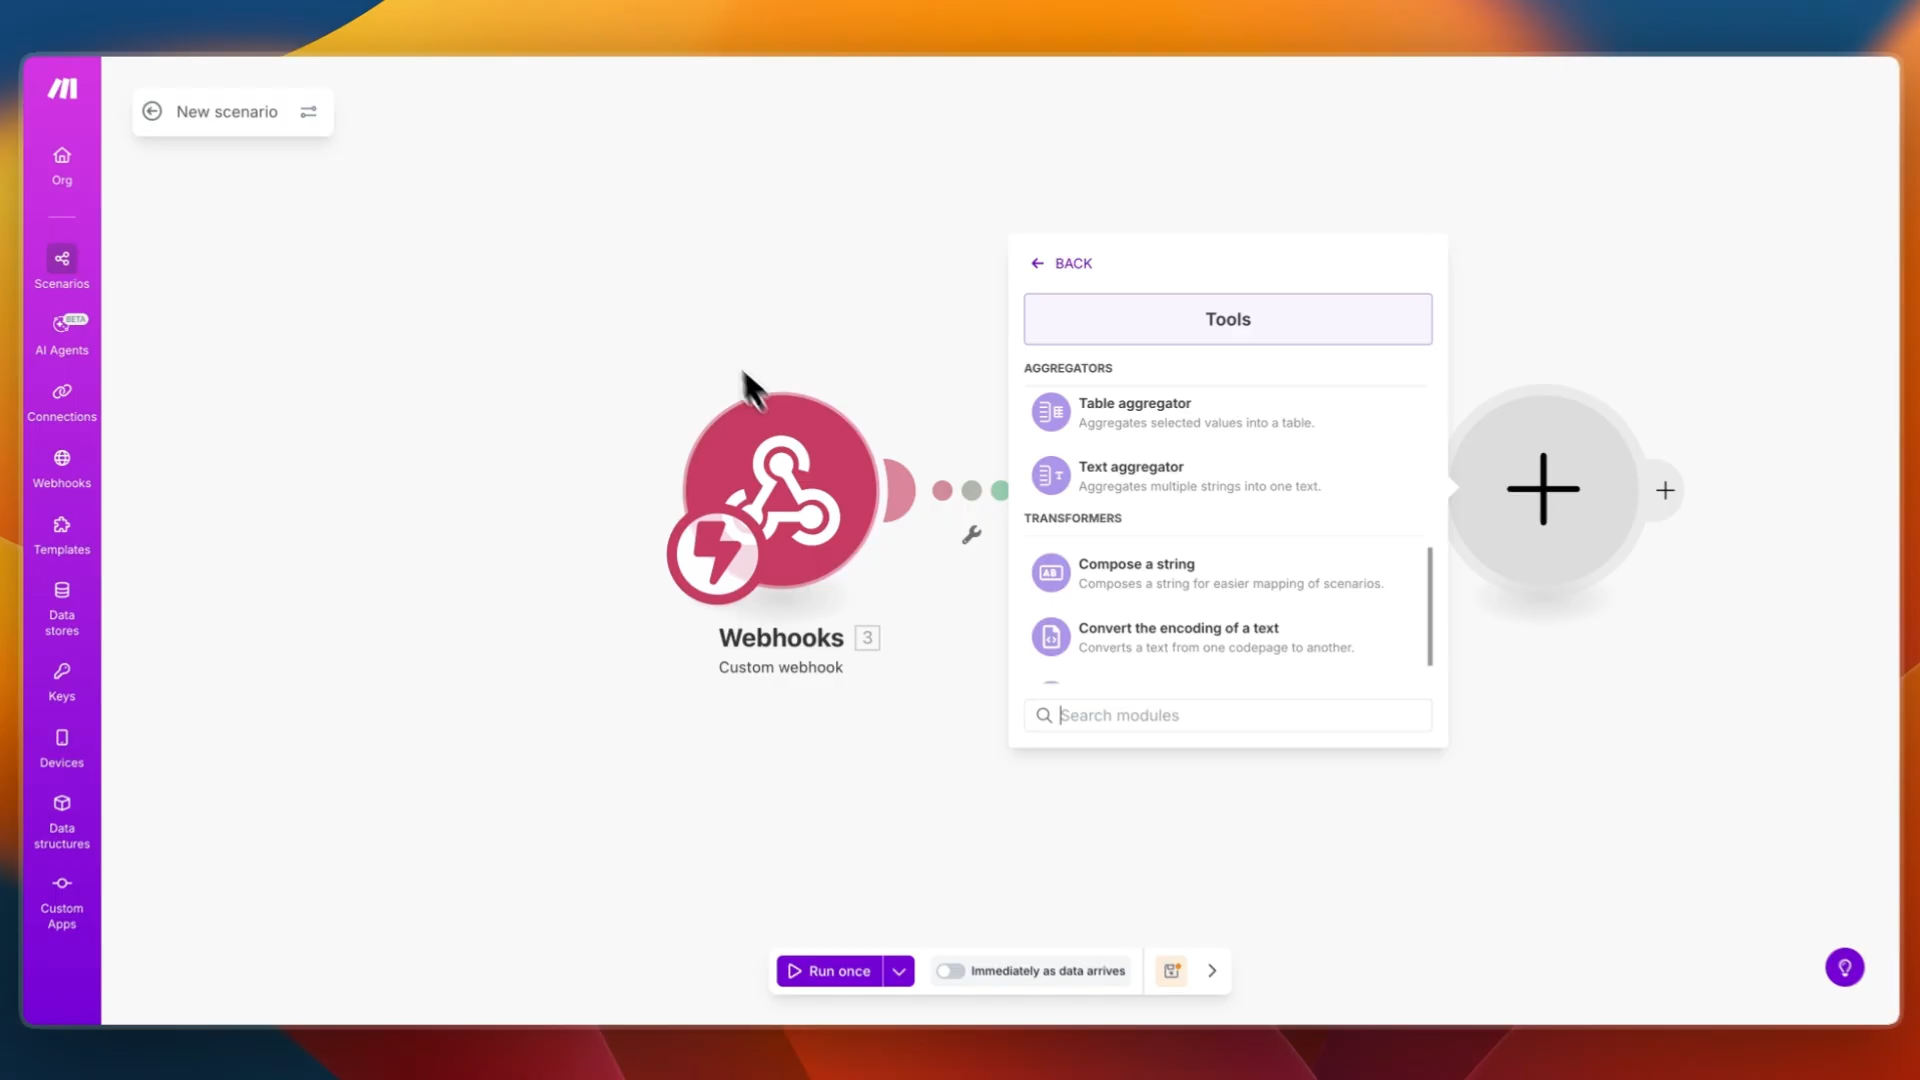 New scenario
Org
Scenarios
BETA
AI Agents
Connections
Webhooks
Templates
Data
stores
Keys
Devices
Data
structures
Custom
Apps
Webhooks 3
Custom webhook
BACK
Tools
AGGREGATORS
Table aggregator
Aggregates selected values into a table.
Text aggregator
Aggregates multiple strings into one text.
TRANSFORMERS
AB
Compose a string
Composes a string for easier mapping of scenarios.
Convert the encoding of a text
Converts a text from one codepage to another.
Search modules
Run once
Immediately as data arrives